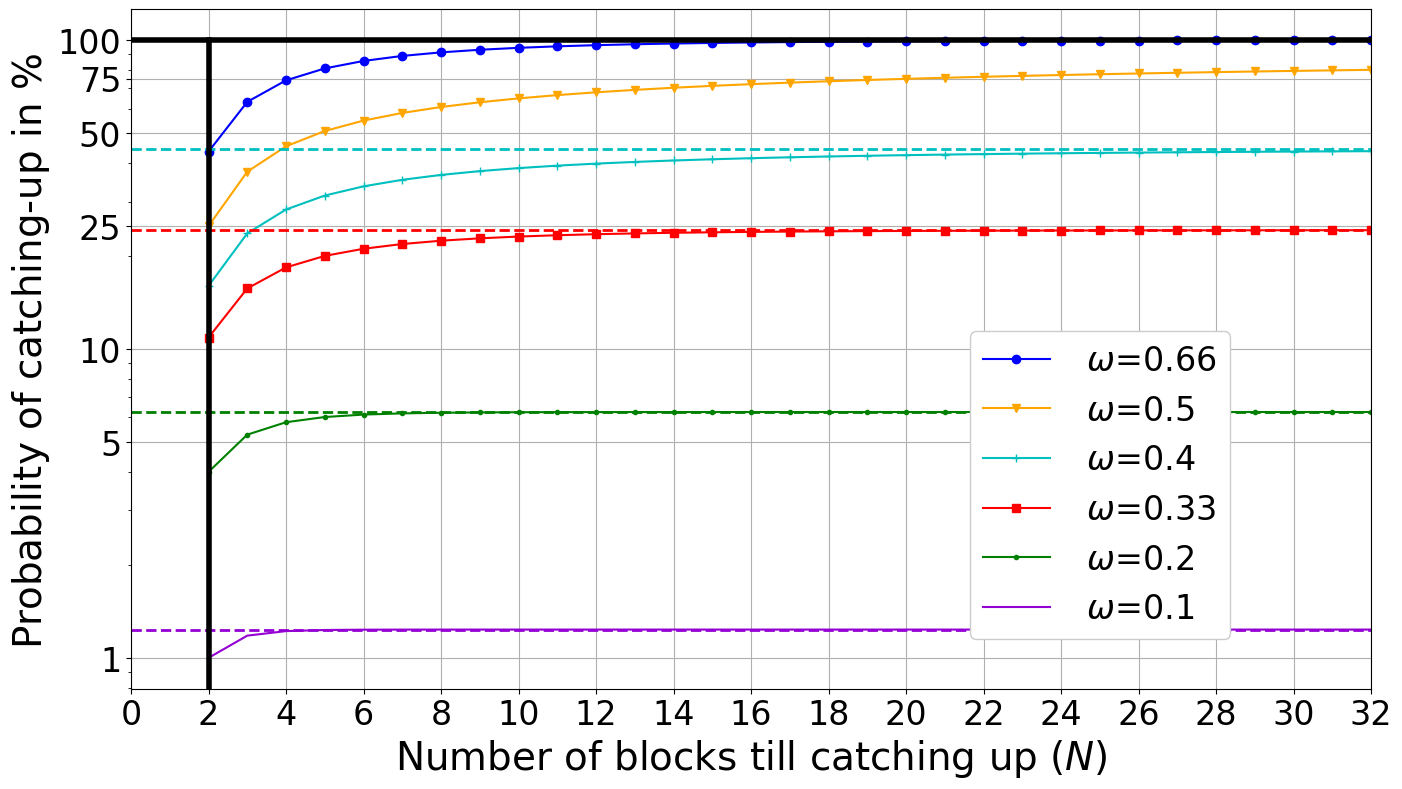 Probability of catching-up in %
100
75
50
25
10
5
1
ω=0.66
ω=0.5
ω=0.4
ω=0.33
ω=0.2
ω=0.1
0 2 4 6 8 10 12 14 16 18 20 22 24 26 28 30 32
Number of blocks till catching up (N)